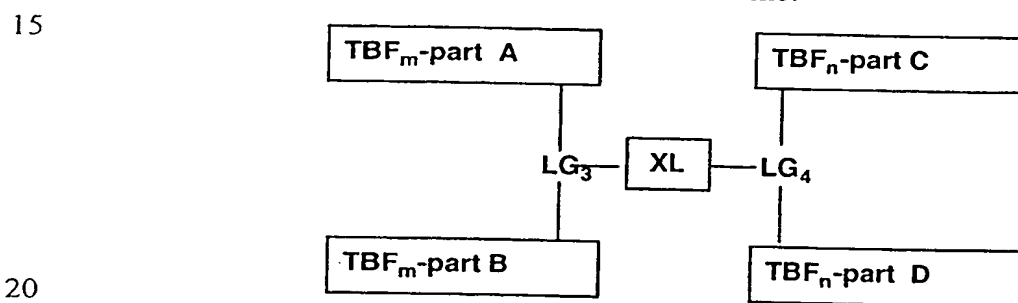 15
TBFm-part A
TBFn-part C
LG3
XL
LG4
TBFm-part B
TBFn-part D
20